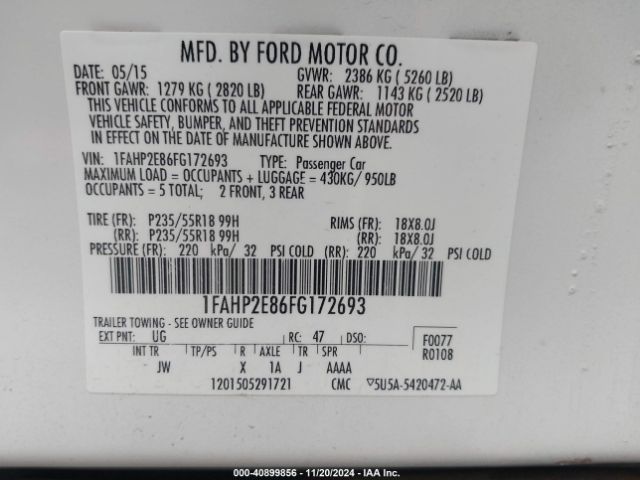 MFD. BY FORD MOTOR CO.
DATE: 05/15 GVWR: 2386 KG ( 5260 LB)
FRONT GAWR: 1279 KG ( 2820 LB) REAR GAWR: 1143 KG ( 2520 LB)
THIS VEHICLE CONFORMS TO ALL APPLICABLE FEDERAL MOTOR
VEHICLE SAFETY, BUMPER, AND THEFT PREVENTION STANDARDS
IN EFFECT ON THE DATE OF MANUFACTURE SHOWN ABOVE.
VIN: 1FAHP2E86FG172693 TYPE: Passenger Car
MAXIMUM LOAD = OCCUPANTS + LUGGAGE = 430KG/ 950LB
OCCUPANTS = 5 TOTAL; 2 FRONT, 3 REAR
TIRE (FR): P235/55R18 99H RIMS (FR): 18X8.0J
(RR): P235/55R18 99H (RR): 18X8.0J
PRESSURE (FR): 220 kPa/ 32 PSI COLD (RR): 220 kPa/ 32 PSI COLD
1FAHP2E86FG172693
TRAILER TOWING - SEE OWNER GUIDE
EXT PNT: UG RC: 47 DSO: F0077
INT TR TP/PS R AXLE TR SPR R0108
JW X 1A J AAAA
1201505291721 CMC 5U5A-5420472-AA
000-40899856 - 11/20/2024 - IAA Inc.